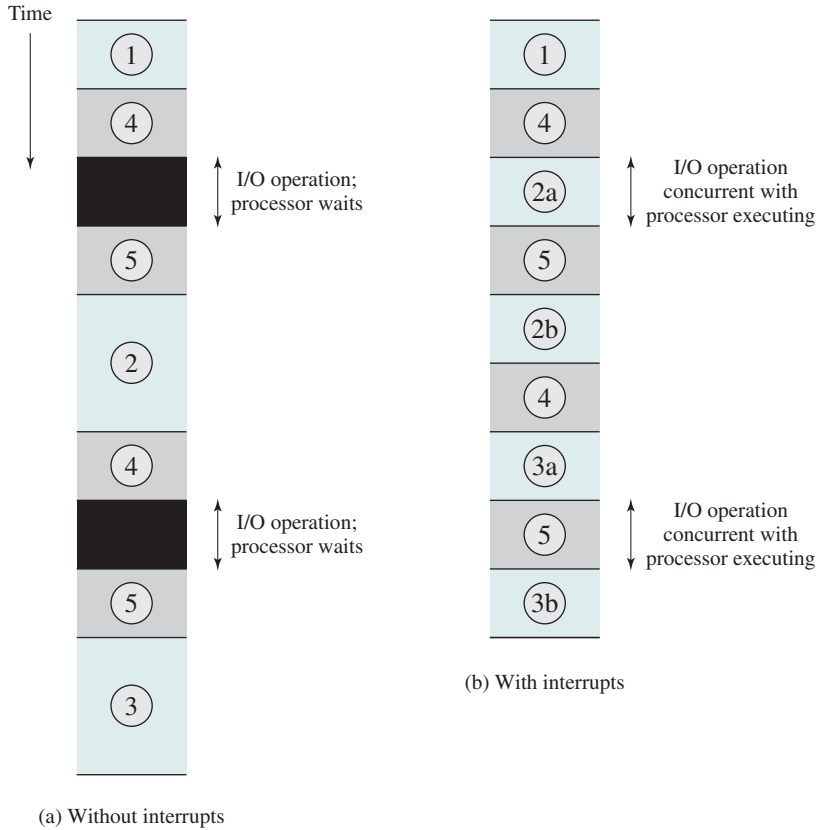 Time
1
4
I/O operation;
processor waits
5
2
4
I/O operation;
processor waits
5
3
(a) Without interrupts
1
4
2a
I/O operation
concurrent with
processor executing
5
2b
4
3a
5
I/O operation
concurrent with
processor executing
3b
(b) With interrupts